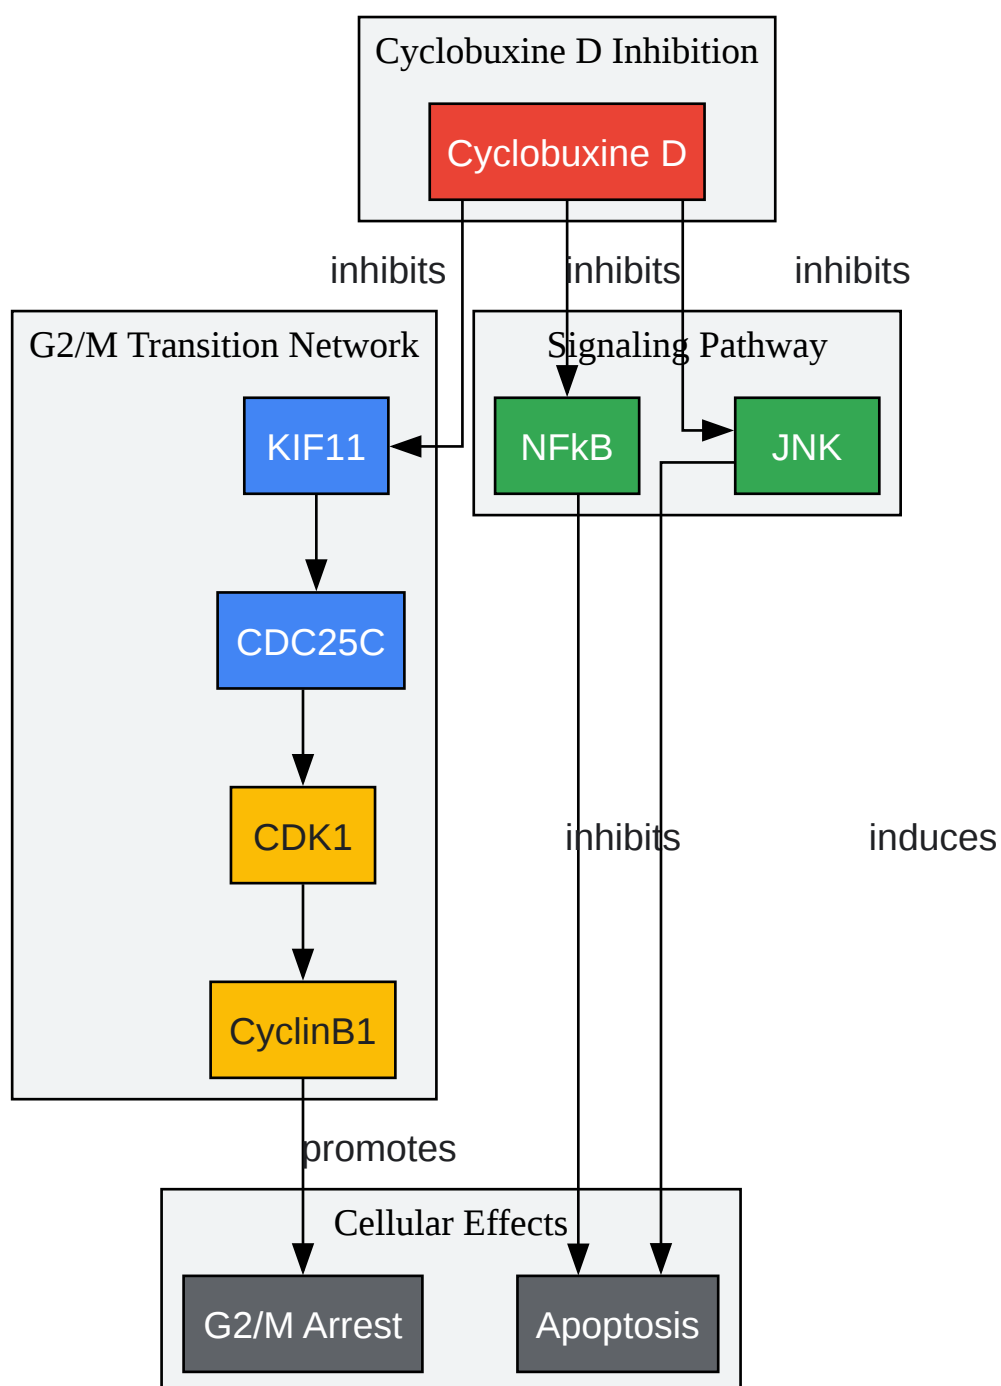 Cyclobuxine D Inhibition
Cyclobuxine D
inhibits
inhibits
inhibits
G2/M Transition Network
Signaling Pathway
KIF11
NFkB
JNK
CDC25C
CDK1
inhibits
induces
CyclinB1
promotes
Cellular Effects
G2/M Arrest
Apoptosis